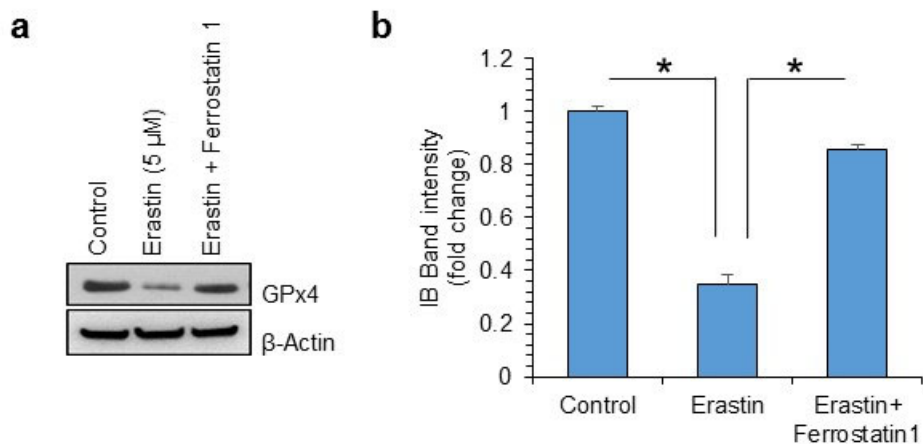 a
Control
Erastin (5 µM)
Erastin + Ferrostatin 1
GPx4
β-Actin
b
IB Band intensity
(fold change)
1.2
1
0.8
0.6
0.4
0.2
0
*
*
Control
Erastin
Erastin+
Ferrostatin1